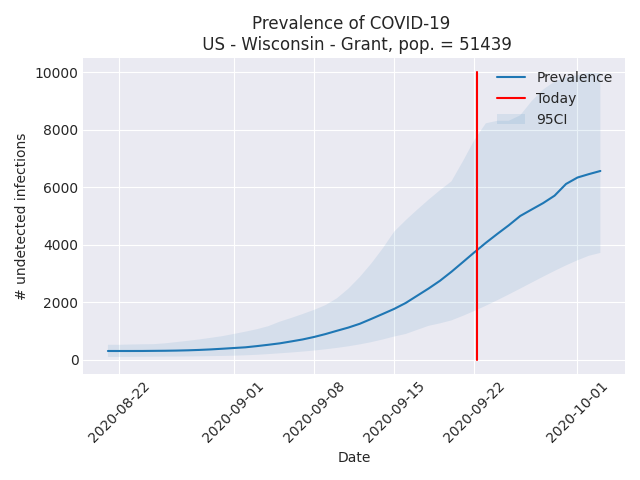 Prevalence of COVID-19
US - Wisconsin - Grant, pop. = 51439
10000
8000
6000
4000
2000
0
# undetected infections
Prevalence
Today
95CI
2020-08-22
2020-09-01
2020-09-08
2020-09-15
2020-09-22
2020-10-01
Date